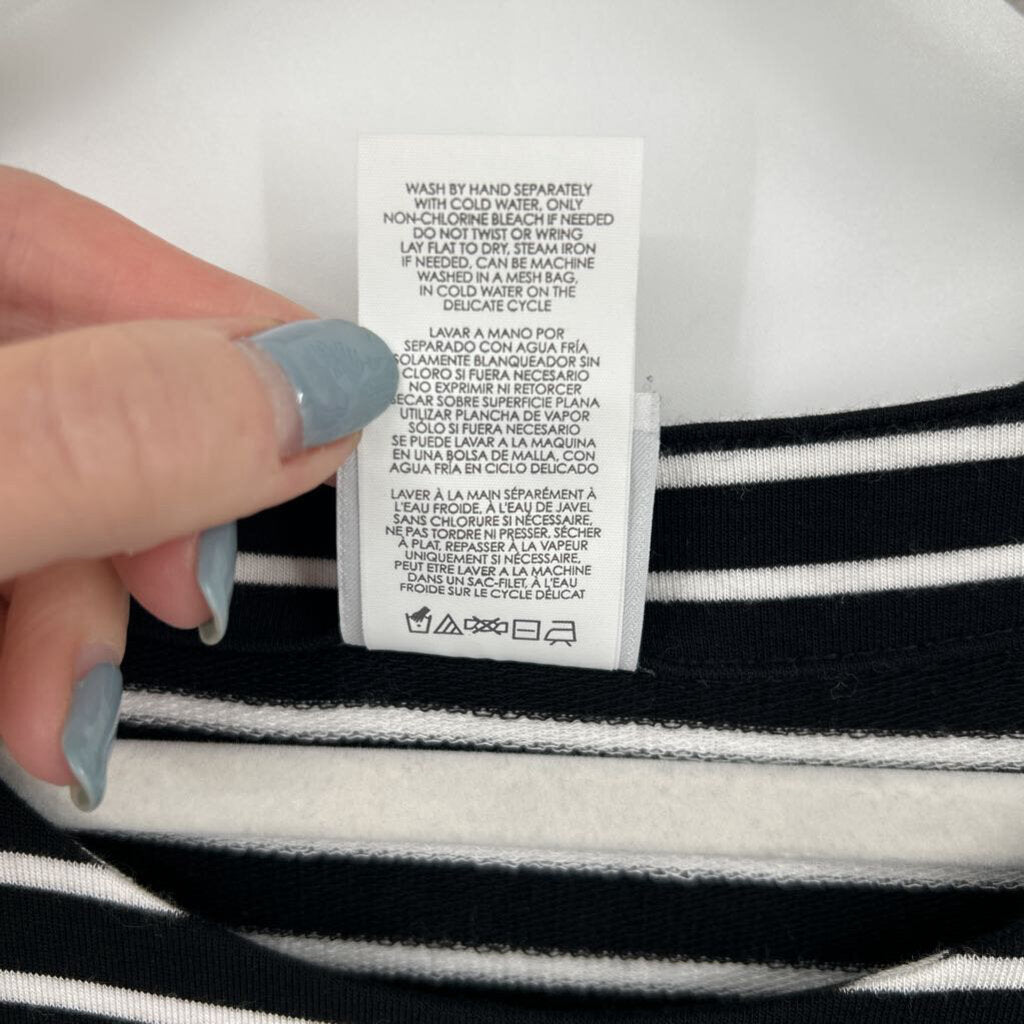 WASH BY HAND SEPARATELY
WITH COLD WATER, ONLY
NON-CHLORINE BLEACH IF NEEDED
DO NOT TWIST OR WRING
LAY FLAT TO DRY, STEAM IRON
IF NEEDED, CAN BE MACHINE
WASHED IN A MESH BAG,
IN COLD WATER ON THE
DELICATE CYCLE
LAVAR A MANO POR
SEPARADO CON AGUA FRÍA
SOLAMENTE BLANQUEADOR SIN
CLORO SI FUERA NECESARIO
NO EXPRIMIR NI RETORCER
SECAR SOBRE SUPERFICIE PLANA
UTILIZAR PLANCHA DE VAPOR
SÓLO SI FUERA NECESARIO
SE PUEDE LAVAR A LA MAQUINA
EN UNA BOLSA DE MALLA, CON
AGUA FRÍA EN CICLO DELICADO
LAVER À LA MAIN SÉPARÉMENT À
L'EAU FROIDE, À L'EAU DE JAVEL
SANS CHLORURE SI NÉCESSAIRE,
NE PAS TORDRE NI PRESSER, SÉCHER
À PLAT, REPASSER À LA VAPEUR
UNIQUEMENT SI NÉCESSAIRE,
PEUT ETRE LAVER A LA MACHINE
DANS UN SAC-FILET, À L'EAU
FROIDE SUR LE CYCLE DÉLICAT